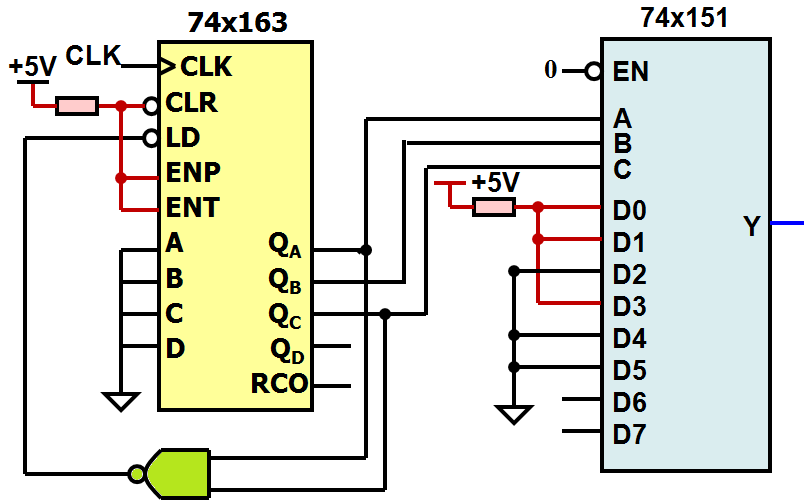 74x163
74x151
CLK
+5V
CLK
CLR
LD
ENP
ENT
A
B
C
D
QA
QB
QC
QD
RCO
0
EN
A
B
C
+5V
D0
D1
D2
D3
D4
D5
D6
D7
Y